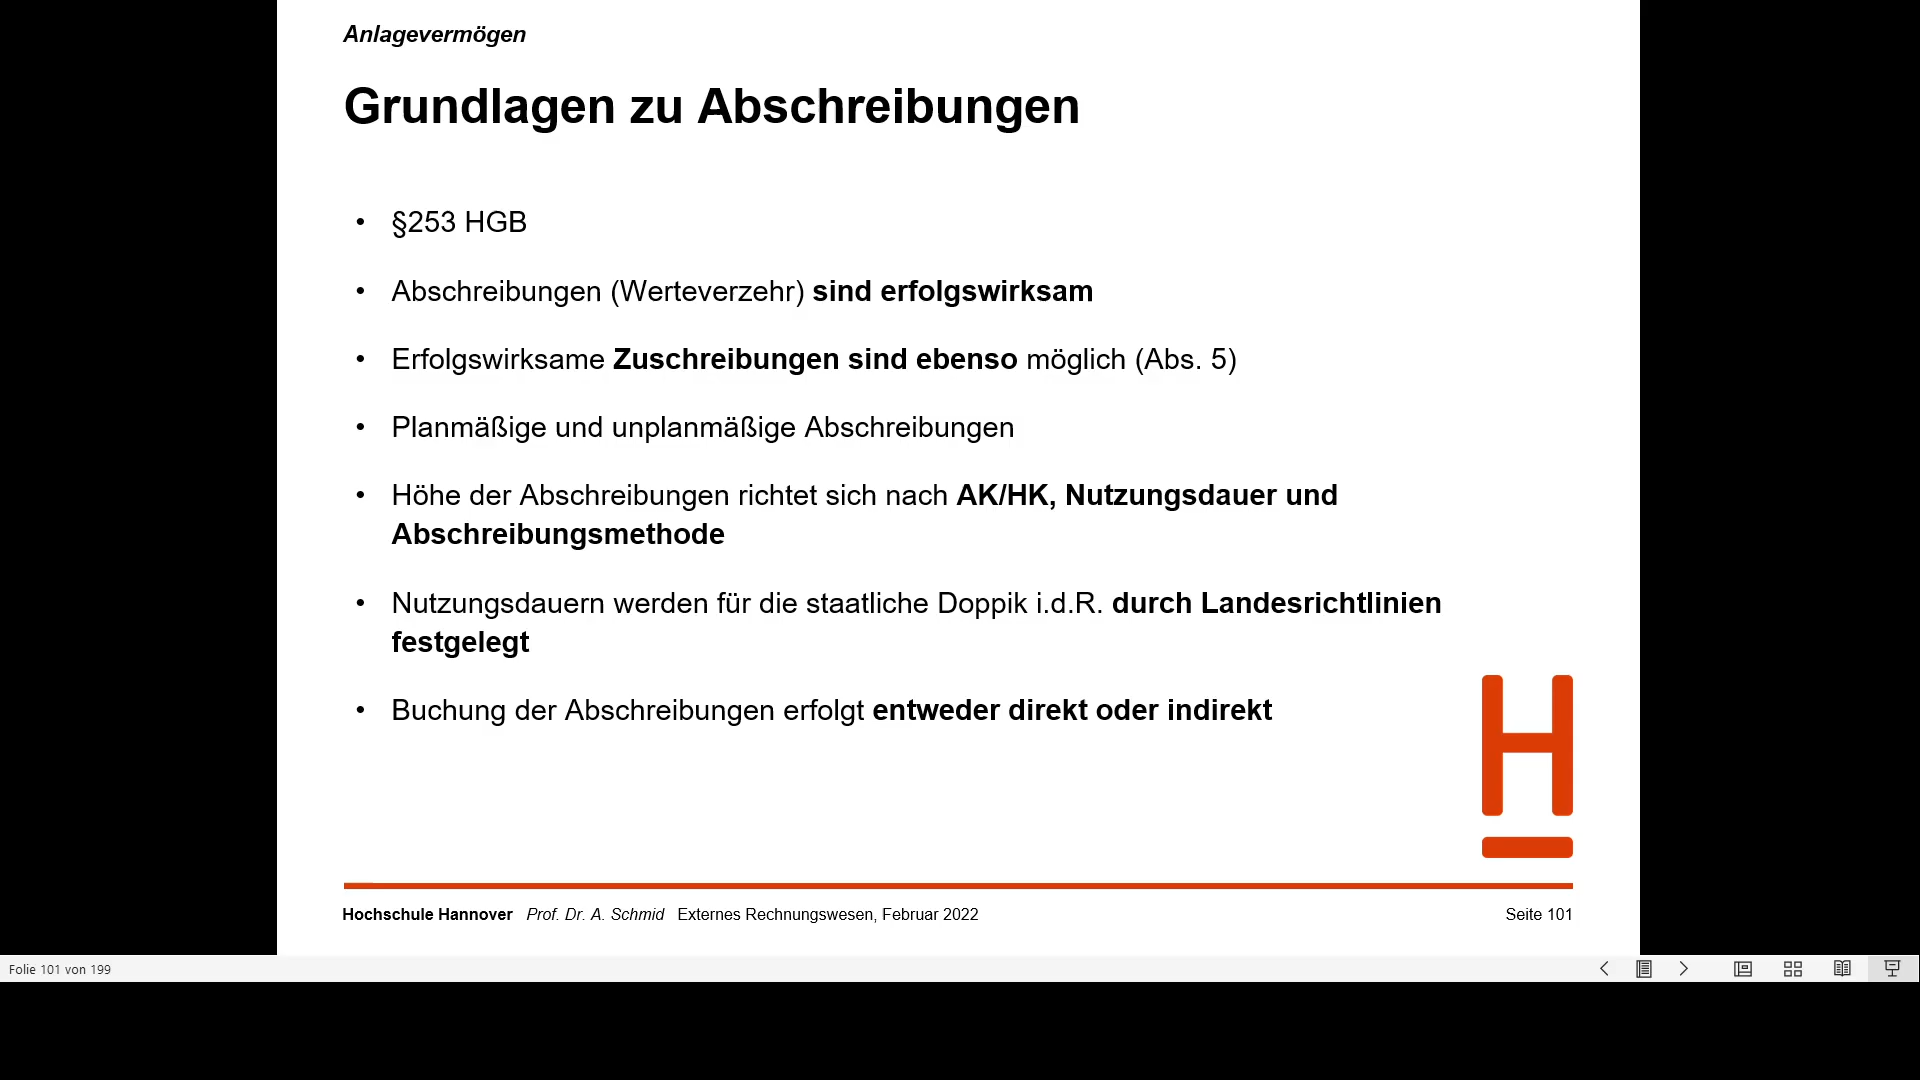 Anlagevermögen
Grundlagen zu Abschreibungen
• §253 HGB
• Abschreibungen (Werteverzehr) sind erfolgswirksam
• Erfolgswirksame Zuschreibungen sind ebenso möglich (Abs. 5)
• Planmäßige und unplanmäßige Abschreibungen
• Höhe der Abschreibungen richtet sich nach AK/HK, Nutzungsdauer und
Abschreibungsmethode
• Nutzungsdauern werden für die staatliche Doppik i.d.R. durch Landesrichtlinien
festgelegt
• Buchung der Abschreibungen erfolgt entweder direkt oder indirekt
H
Hochschule Hannover Prof. Dr. A. Schmid Externes Rechnungswesen, Februar 2022 Seite 101
Folie 101 von 199